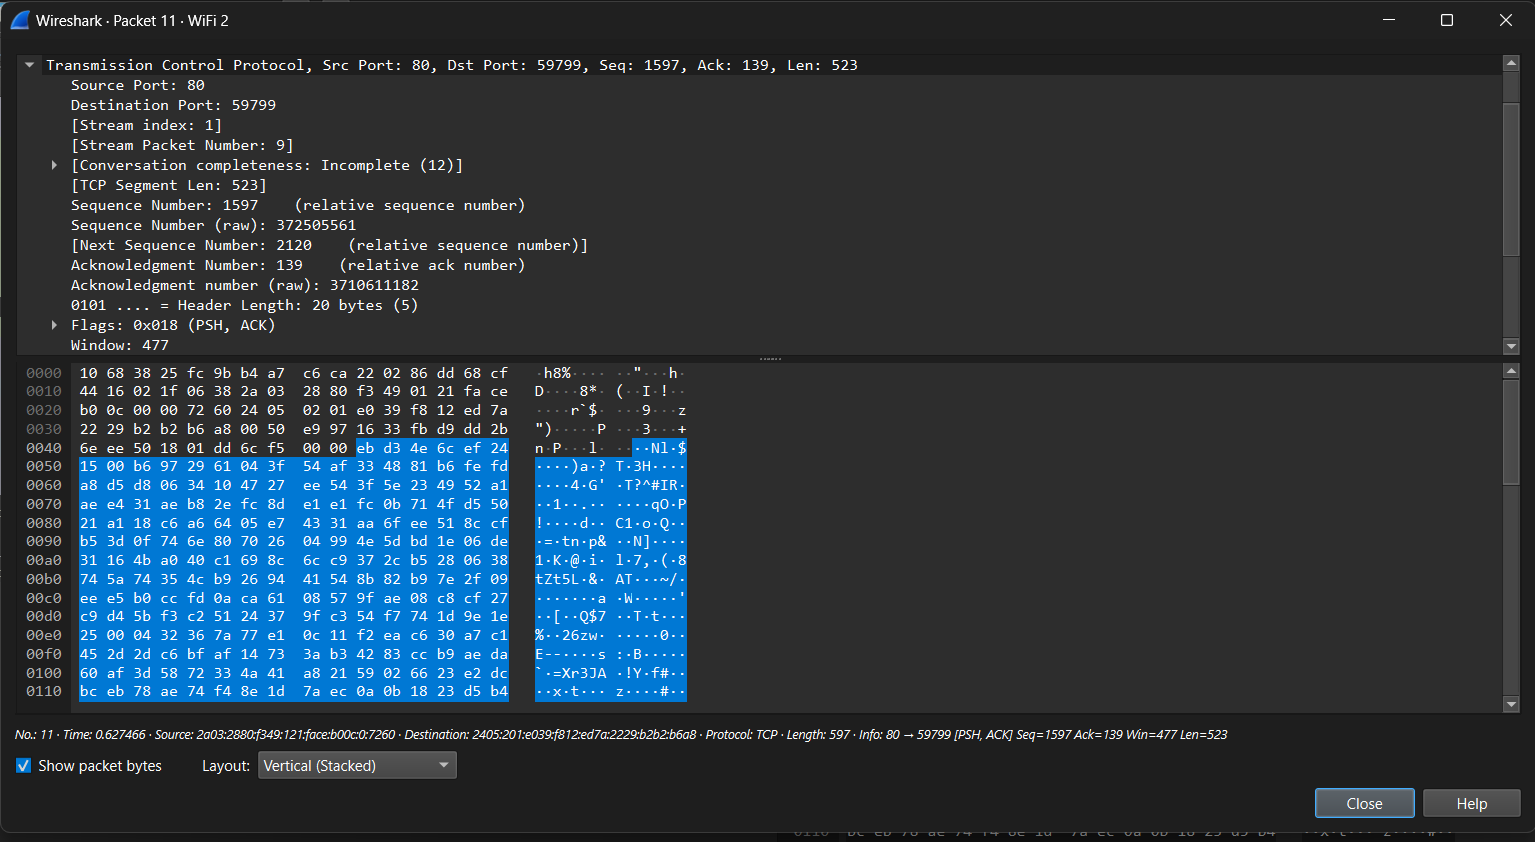 Wireshark · Packet 11 · WiFi 2
Transmission Control Protocol, Src Port: 80, Dst Port: 59799, Seq: 1597, Ack: 139, Len: 523
Source Port: 80
Destination Port: 59799
[Stream index: 1]
[Stream Packet Number: 9]
[Conversation completeness: Incomplete (12)]
[TCP Segment Len: 523]
Sequence Number: 1597    (relative sequence number)
Sequence Number (raw): 372505561
[Next Sequence Number: 2120    (relative sequence number)]
Acknowledgment Number: 139    (relative ack number)
Acknowledgment number (raw): 3710611182
0101 .... = Header Length: 20 bytes (5)
Flags: 0x018 (PSH, ACK)
Window: 477
0000 10 68 38 25 fc 9b b4 a7 c6 ca 22 02 86 dd 68 cf ·h8%···· ··"···h·
0010 44 16 02 1f 06 38 2a 03 28 80 f3 49 01 21 fa ce D····8*· (··I·!··
0020 b0 0c 00 00 72 60 24 05 02 01 e0 39 f8 12 ed 7a ····r`$· ···9···z
0030 22 29 b2 b2 b6 a8 00 50 e9 97 16 33 fb d9 dd 2b ")·····P ···3···+
0040 6e ee 50 18 01 dd 6c f5 00 00 eb d3 4e 6c ef 24 n·P···l· ····Nl·$
0050 15 00 b6 97 29 61 04 3f 54 af 33 48 81 b6 fe fd ····)a·? T·3H····
0060 a8 d5 d8 06 34 10 47 27 ee 54 3f 5e 23 49 52 a1 ····4·G' ·T?^#IR·
0070 ae e4 31 ae b8 2e fc 8d e1 e1 fc 0b 71 4f d5 50 ··1··.·· ····qO·P
0080 21 a1 18 c6 a6 64 05 e7 43 31 aa 6f ee 51 8c cf !····d·· C1·o·Q··
0090 b5 3d 0f 74 6e 80 70 26 04 99 4e 5d bd 1e 06 de ·=·tn·p& ··N]····
00a0 31 16 4b a0 40 c1 69 8c 6c c9 37 2c b5 28 06 38 1·K·@·i· l·7,·(·8
00b0 74 5a 74 35 4c b9 26 94 41 54 8b 82 b9 7e 2f 09 tZt5L·&· AT···~/·
00c0 ee e5 b0 cc fd 0a ca 61 08 57 9f ae 08 c8 cf 27 ·······a ·W·····'
00d0 c9 d4 5b f3 c2 51 24 37 9f c3 54 f7 74 1d 9e 1e ··[··Q$7 ··T·t···
00e0 25 00 04 32 36 7a 77 e1 0c 11 f2 ea c6 30 a7 c1 %··26zw· ·····0··
00f0 45 2d 2d c6 bf af 14 73 3a b3 42 83 cc b9 ae da E--····s :·B·····
0100 60 af 3d 58 72 33 4a 41 a8 21 59 02 66 23 e2 dc `·=Xr3JA ·!Y·f#··
0110 bc eb 78 ae 74 f4 8e 1d 7a ec 0a 0b 18 23 d5 b4 ··x·t··· z····#··
No.: 11 · Time: 0.627466 · Source: 2a03:2880:f349:121:face:b00c:0:7260 · Destination: 2405:201:e039:f812:ed7a:2229:b2b2:b6a8 · Protocol: TCP · Length: 597 · Info: 80 → 59799 [PSH, ACK] Seq=1597 Ack=139 Win=477 Len=523
Show packet bytes Layout: Vertical (Stacked)
Close Help